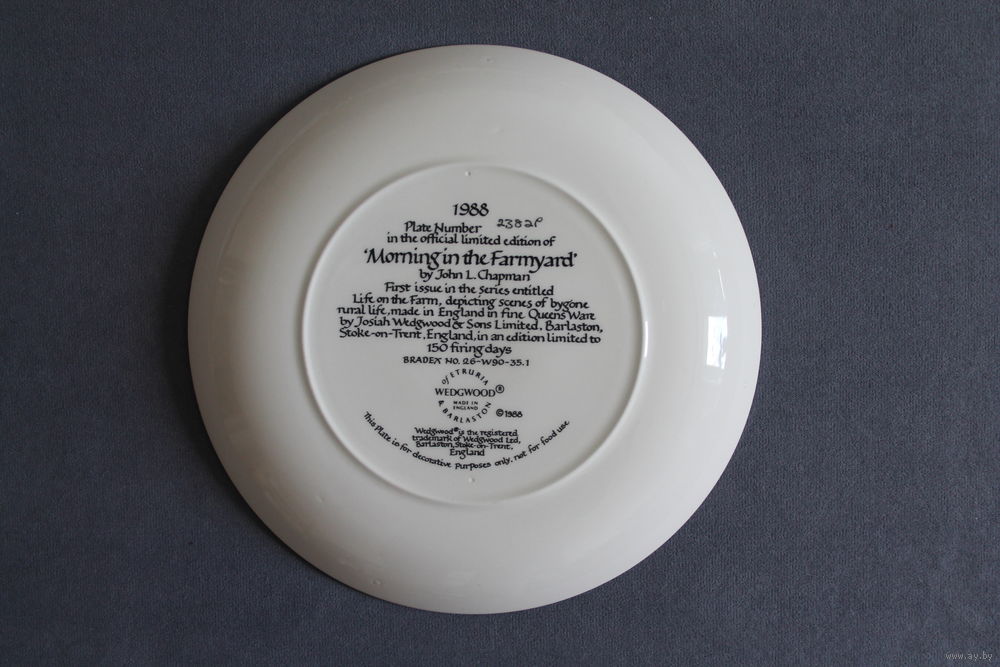 1988
Plate Number 2382P
in the official limited edition of
'Morning in the Farmyard'
by John L. Chapman
First issue in the series entitled
Life on the Farm, depicting scenes of bygone
rural life, made in England in fine Queens Ware
by Josiah Wedgwood & Sons Limited, Barlaston,
Stoke-on-Trent, England, in an edition limited to
150 firing days
BRADEX NO. 26-W90-35.1
of ETRURIA
WEDGWOOD®
MADE IN
ENGLAND
& BARLASTON
©1988
Wedgwood® is the registered
trademark of Wedgwood Ltd,
Barlaston, Stoke-on-Trent,
England
This Plate is for decorative purposes only, not for food use
www.ay.by